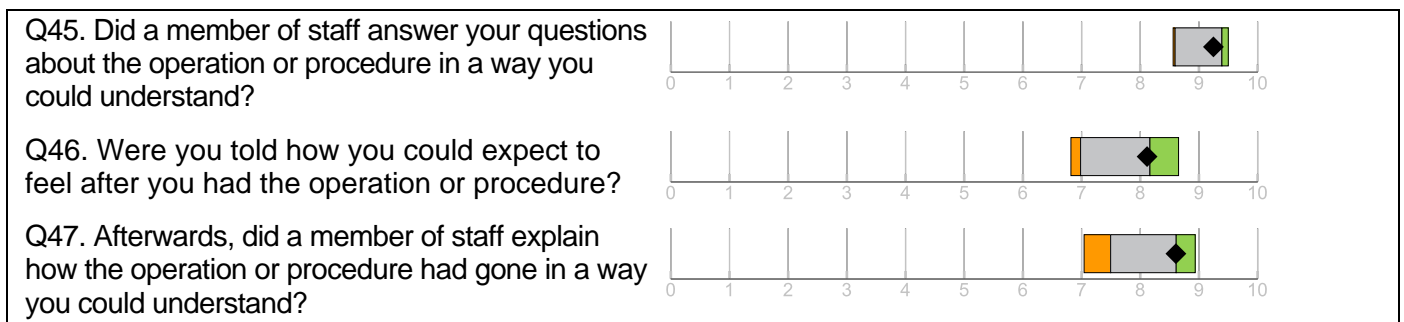 Q45. Did a member of staff answer your questions
about the operation or procedure in a way you
could understand?
0 1 2 3 4 5 6 7 8 9 10
Q46. Were you told how you could expect to
feel after you had the operation or procedure?
0 1 2 3 4 5 6 7 8 9 10
Q47. Afterwards, did a member of staff explain
how the operation or procedure had gone in a way
you could understand?
0 1 2 3 4 5 6 7 8 9 10